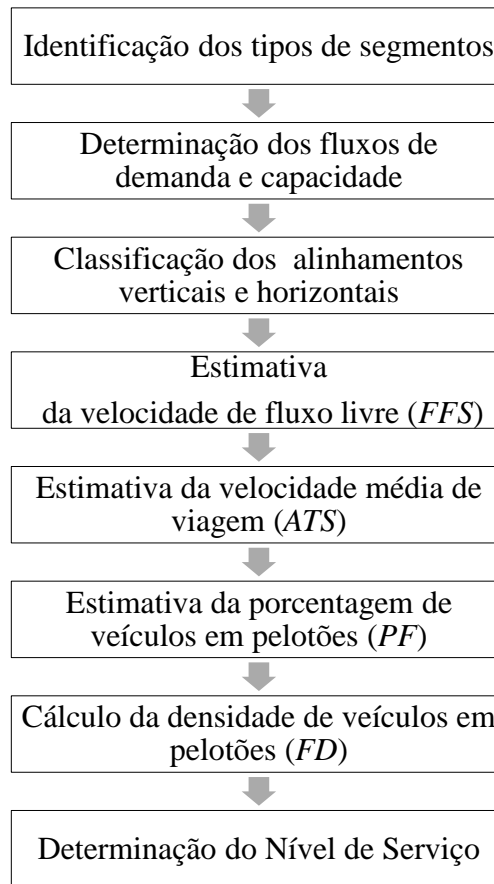 Identificação dos tipos de segmentos
Determinação dos fluxos de
demanda e capacidade
Classificação dos alinhamentos
verticais e horizontais
Estimativa
da velocidade de fluxo livre (FFS)
Estimativa da velocidade média de
viagem (ATS)
Estimativa da porcentagem de
veículos em pelotões (PF)
Cálculo da densidade de veículos em
pelotões (FD)
Determinação do Nível de Serviço